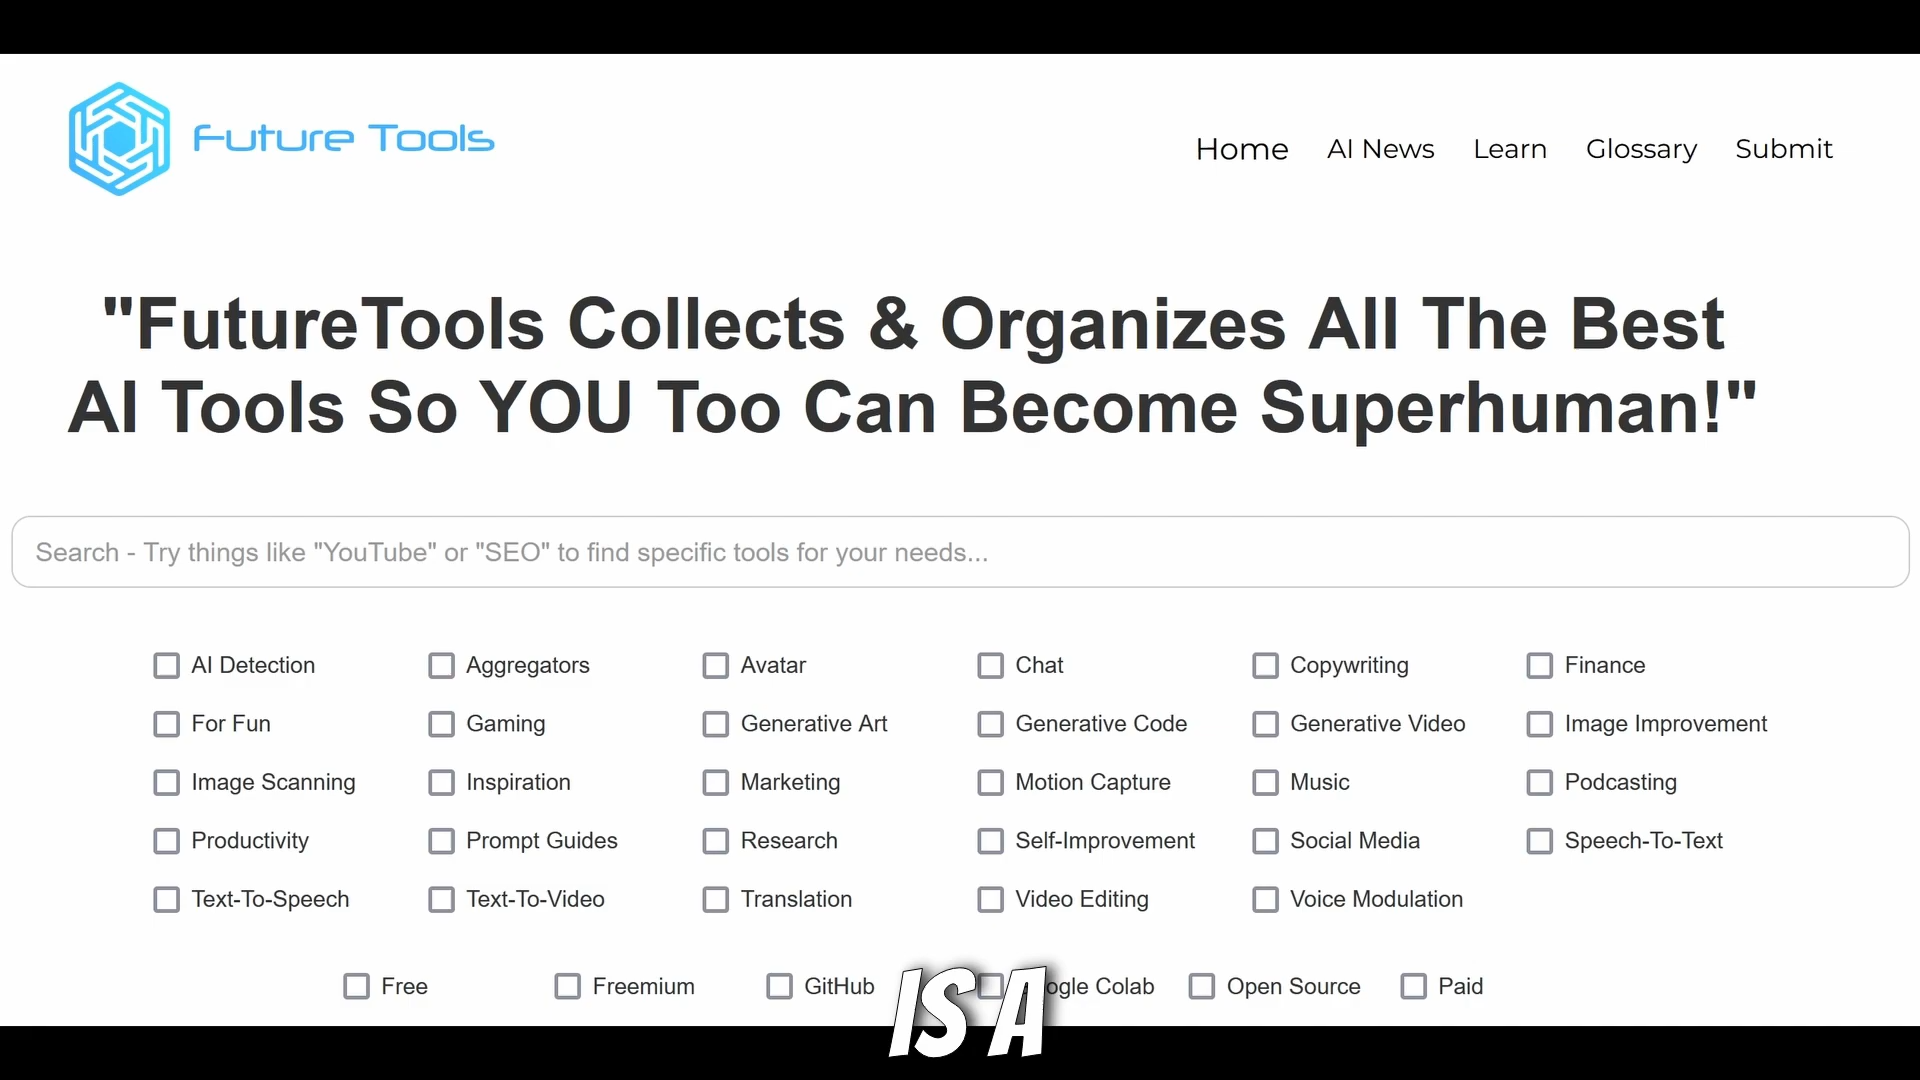 Future Tools
Home AI News Learn Glossary Submit
"FutureTools Collects & Organizes All The Best
AI Tools So YOU Too Can Become Superhuman!"
Search - Try things like "YouTube" or "SEO" to find specific tools for your needs...
AI Detection Aggregators Avatar Chat Copywriting Finance
For Fun Gaming Generative Art Generative Code Generative Video Image Improvement
Image Scanning Inspiration Marketing Motion Capture Music Podcasting
Productivity Prompt Guides Research Self-Improvement Social Media Speech-To-Text
Text-To-Speech Text-To-Video Translation Video Editing Voice Modulation
Free Freemium GitHub Colab Open Source Paid
IS A